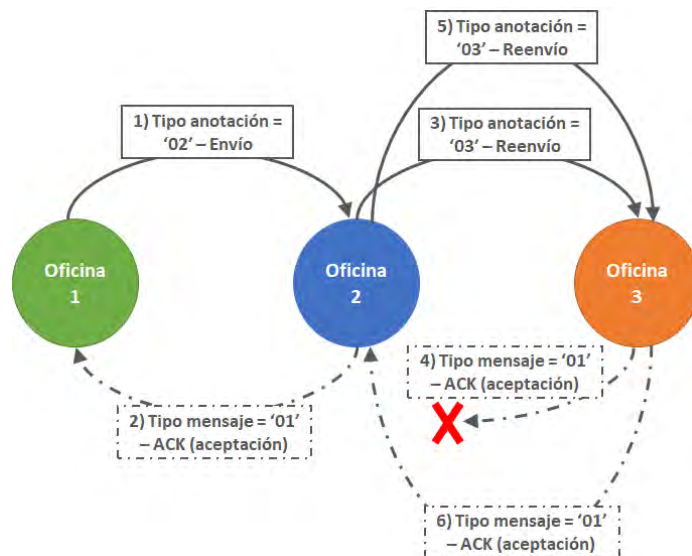 5) Tipo anotación =
‘03’ – Reenvío
1) Tipo anotación =
‘02’ – Envío
3) Tipo anotación =
‘03’ – Reenvío
Oficina
1
Oficina
2
Oficina
3
4) Tipo mensaje = ‘01’
– ACK (aceptación)
2) Tipo mensaje = ‘01’
– ACK (aceptación)
6) Tipo mensaje = ‘01’
– ACK (aceptación)